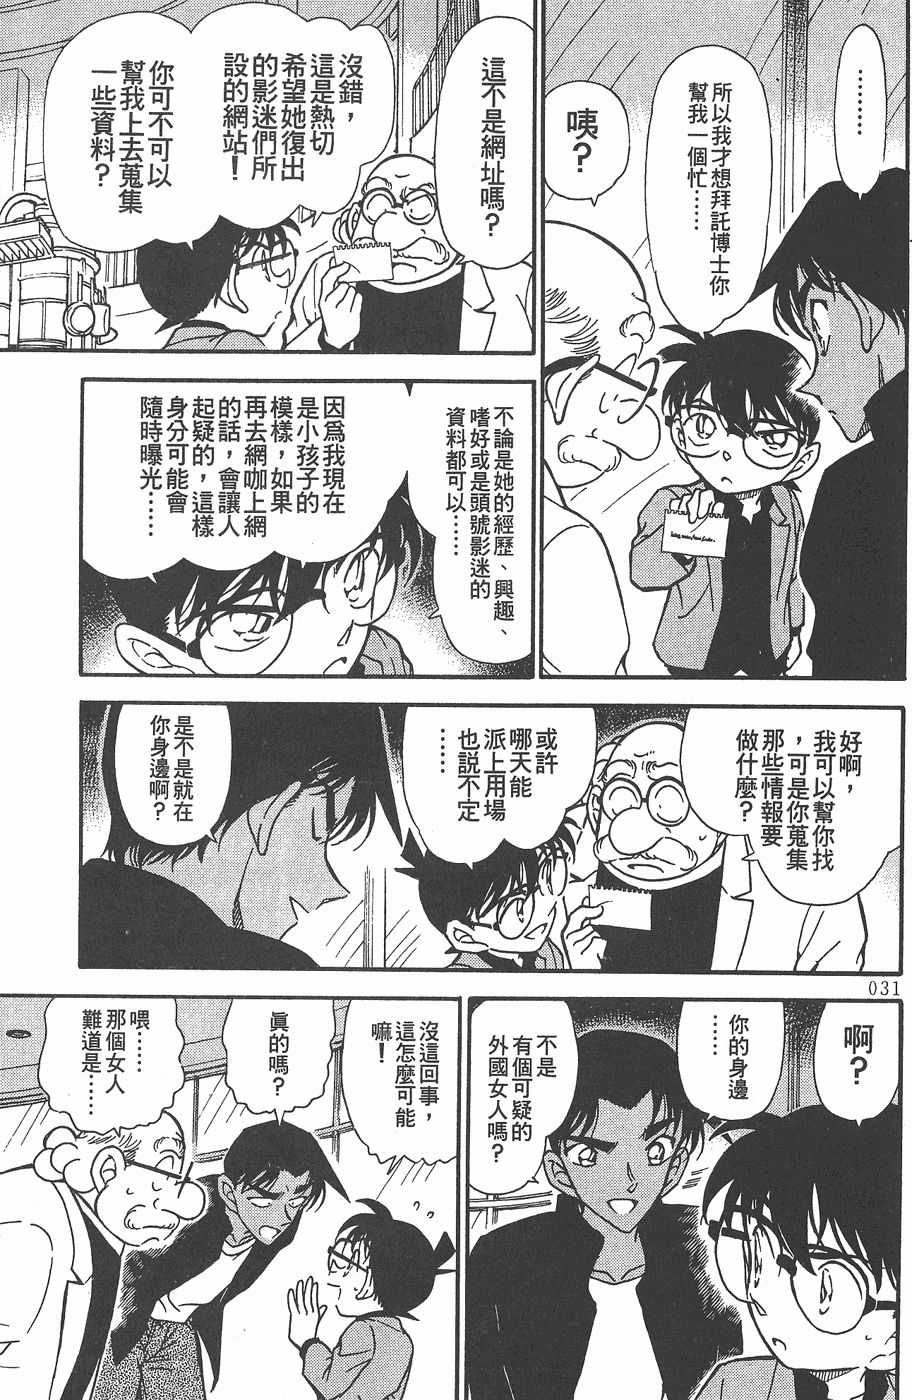 ………
所以我才想拜託博士你
幫我一個忙……
咦？
這不是網址嗎？
沒錯，
這是熱切
希望她復出
的影迷們所
設的網站！
你可不可以
幫我上去蒐集
一些資料？
不論是她的經歷、興趣、
嗜好或是頭號影迷的
資料都可以……
因為我現在
是小孩子的
模樣，如果
再去網咖上網
的話，會讓人
起疑的，這樣
身分可能會
隨時曝光……
好啊，
我可以幫你找
，可是你蒐集
那些情報要
做什麼？
或許
哪天能
派上用場
也說不定
……
是不是就在
你身邊啊？
031
啊？
你的身邊
……
不是
有個可疑的
外國女人嗎？
沒這回事，
這怎麼可能
嘛！
真的嗎？
喂……
那個女人
難道是……